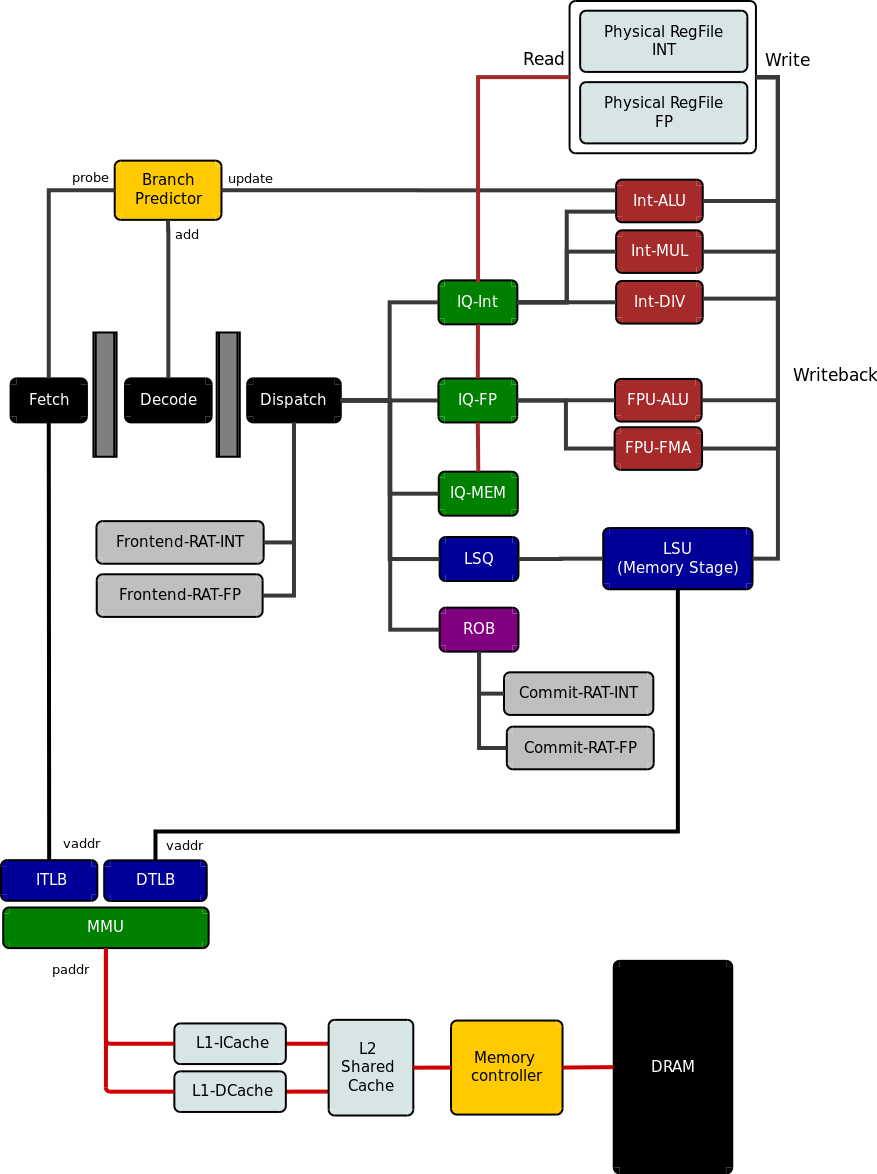 Physical RegFile
INT
Read
Write
Physical RegFile
FP
probe
Branch
Predictor
update
Int-ALU
add
Int-MUL
IQ-Int
Int-DIV
Writeback
Fetch
Decode
Dispatch
IQ-FP
FPU-ALU
FPU-FMA
IQ-MEM
Frontend-RAT-INT
LSQ
LSU
(Memory Stage)
Frontend-RAT-FP
ROB
Commit-RAT-INT
Commit-RAT-FP
vaddr
vaddr
ITLB
DTLB
MMU
paddr
L1-ICache
L2
Shared
Cache
Memory
controller
DRAM
L1-DCache